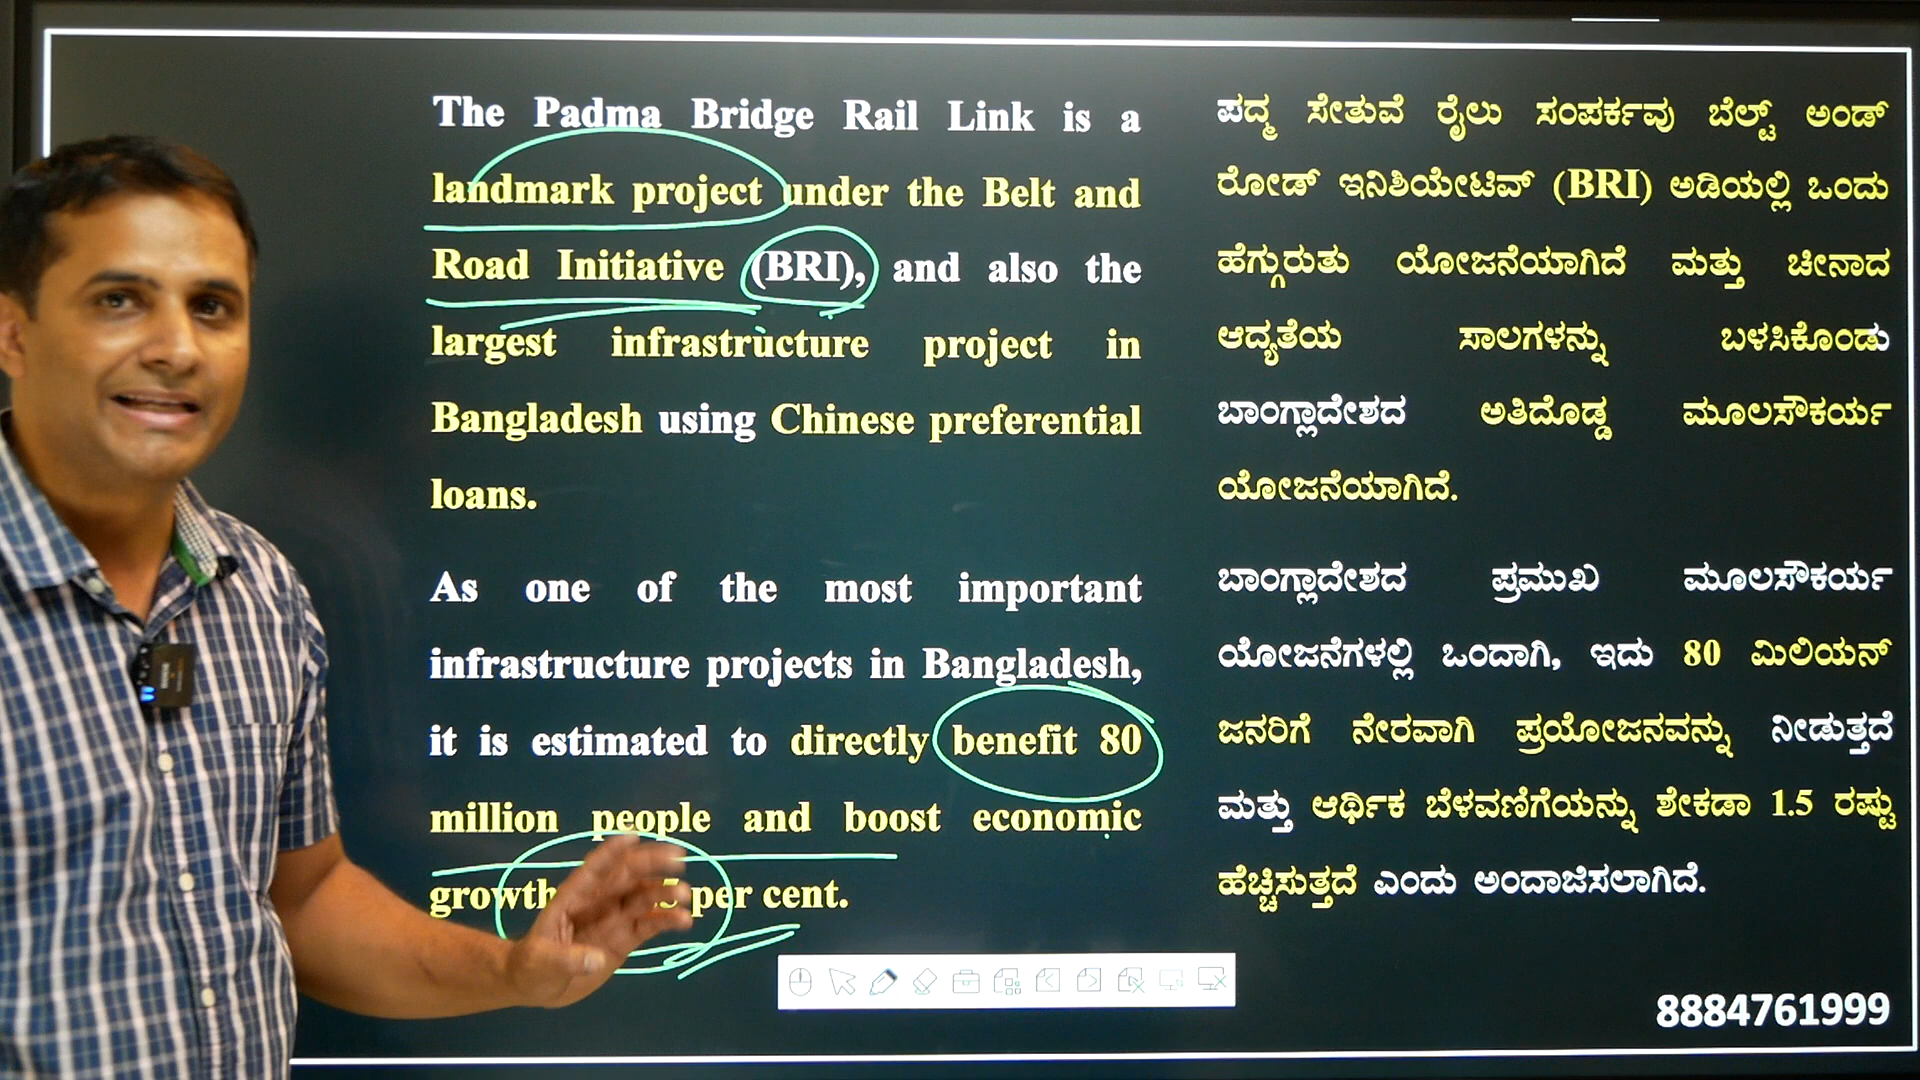 The Padma Bridge Rail Link is a
landmark project under the Belt and
Road Initiative (BRI), and also the
largest infrastructure project in
Bangladesh using Chinese preferential
loans.
As one of the most important
infrastructure projects in Bangladesh,
it is estimated to directly benefit 80
million people and boost economic
growth per cent.
ಪದ್ಮ ಸೇತುವೆ ರೈಲು ಸಂಪರ್ಕವು ಬೆಲ್ಟ್ ಅಂಡ್
ರೋಡ್ ಇನಿಶಿಯೇಟಿವ್ (BRI) ಅಡಿಯಲ್ಲಿ ಒಂದು
ಹೆಗ್ಗುರುತು ಯೋಜನೆಯಾಗಿದೆ ಮತ್ತು ಚೀನಾದ
ಆದ್ಯತೆಯ ಸಾಲಗಳನ್ನು ಬಳಸಿಕೊಂಡು
ಬಾಂಗ್ಲಾದೇಶದ ಅತಿದೊಡ್ಡ ಮೂಲಸೌಕರ್ಯ
ಯೋಜನೆಯಾಗಿದೆ.
ಬಾಂಗ್ಲಾದೇಶದ ಪ್ರಮುಖ ಮೂಲಸೌಕರ್ಯ
ಯೋಜನೆಗಳಲ್ಲಿ ಒಂದಾಗಿ, ಇದು 80 ಮಿಲಿಯನ್
ಜನರಿಗೆ ನೇರವಾಗಿ ಪ್ರಯೋಜನವನ್ನು ನೀಡುತ್ತದೆ
ಮತ್ತು ಆರ್ಥಿಕ ಬೆಳವಣಿಗೆಯನ್ನು ಶೇಕಡಾ 1.5 ರಷ್ಟು
ಹೆಚ್ಚಿಸುತ್ತದೆ ಎಂದು ಅಂದಾಜಿಸಲಾಗಿದೆ.
8884761999